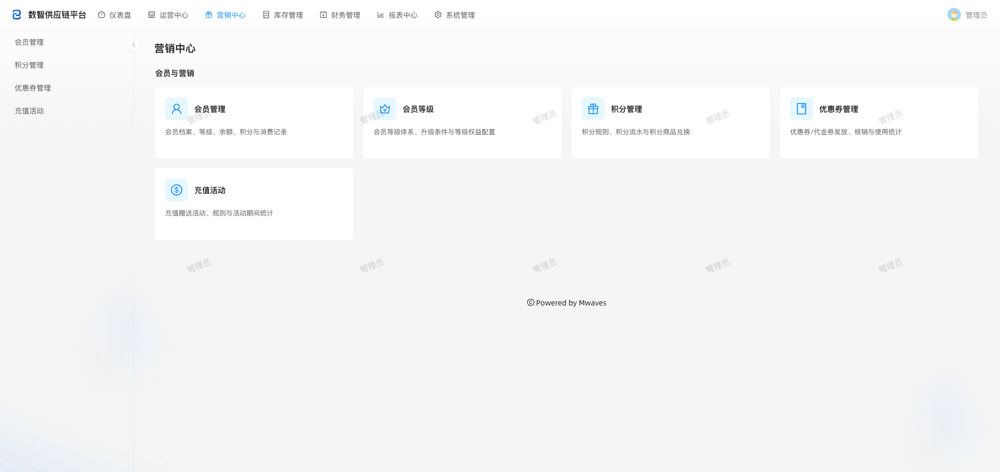 数智供应链平台 仪表盘 运营中心 营销中心 库存管理 财务管理 报表中心 系统管理 管理员
会员管理
积分管理
优惠券管理
充值活动
营销中心
会员与营销
会员管理
会员档案、等级、余额、积分与消费记录
会员等级
会员等级体系、升级条件与等级权益配置
积分管理
积分规则、积分流水与积分商品兑换
优惠券管理
优惠券/代金券发放、核销与使用统计
充值活动
充值赠送活动、规则与活动期间统计
管理员 管理员 管理员 管理员 管理员
管理员 管理员 管理员 管理员 管理员
© Powered by Mwaves